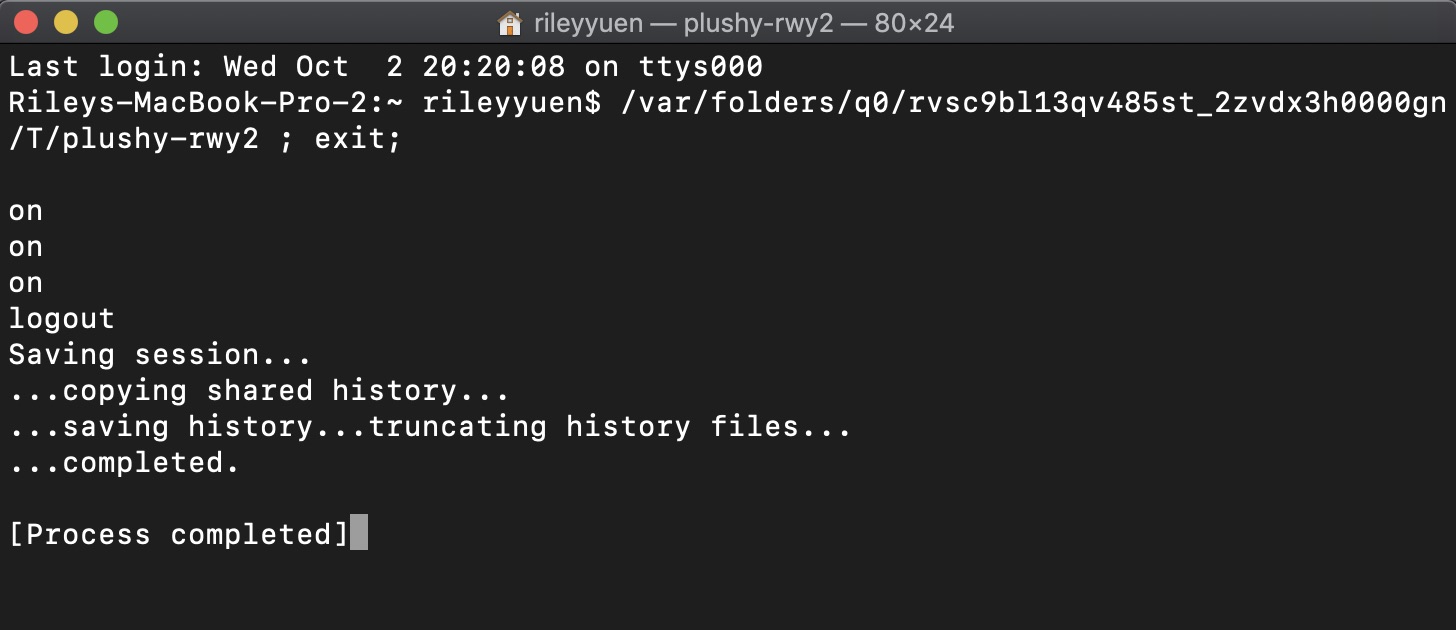 rileyyuen — plushy-rwy2 — 80×24
Last login: Wed Oct  2 20:20:08 on ttys000
Rileys-MacBook-Pro-2:~ rileyyuen$ /var/folders/q0/rvsc9bl13qv485st_2zvdx3h0000gn
/T/plushy-rwy2 ; exit;
on
on
on
logout
Saving session...
...copying shared history...
...saving history...truncating history files...
...completed.
[Process completed]